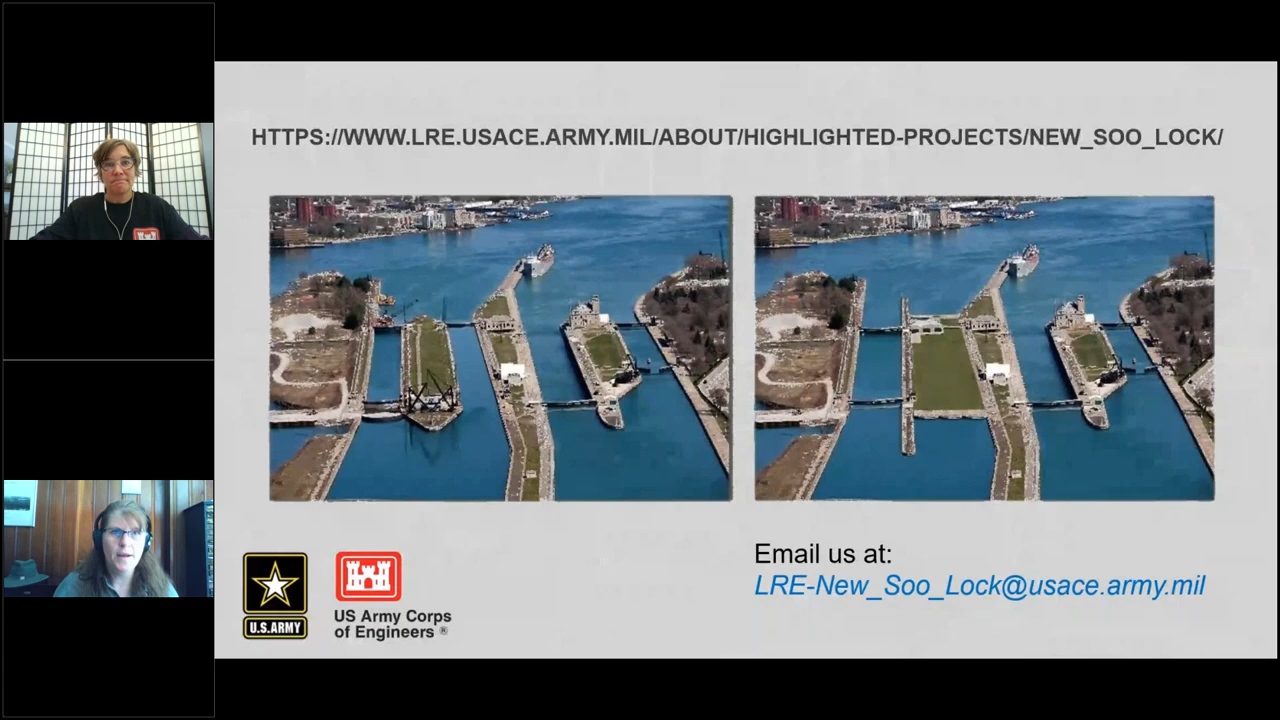 HTTPS://WWW.LRE.USACE.ARMY.MIL/ABOUT/HIGHLIGHTED-PROJECTS/NEW_SOO_LOCK/
Email us at:
LRE-New_Soo_Lock@usace.army.mil
U.S.ARMY
US Army Corps
of Engineers ®